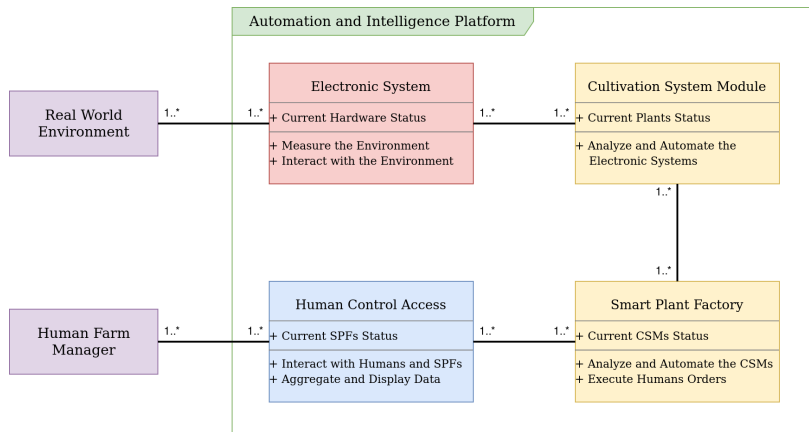 Automation and Intelligence Platform
Real World
Environment
1..*
1..*
Electronic System
+ Current Hardware Status
+ Measure the Environment
+ Interact with the Environment
1..*
1..*
Cultivation System Module
+ Current Plants Status
+ Analyze and Automate the
Electronic Systems
1..*
1..*
Human Farm
Manager
1..*
1..*
Human Control Access
+ Current SPFs Status
+ Interact with Humans and SPFs
+ Aggregate and Display Data
1..*
1..*
Smart Plant Factory
+ Current CSMs Status
+ Analyze and Automate the CSMs
+ Execute Humans Orders